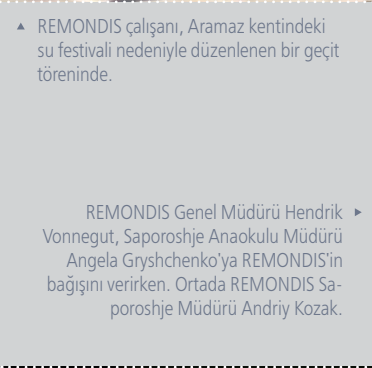 ▲ REMONDIS çalışanı, Aramaz kentindeki
su festivali nedeniyle düzenlenen bir geçit
töreninde.
REMONDIS Genel Müdürü Hendrik ►
Vonnegut, Saporoshje Anaokulu Müdürü
Angela Gryshchenko'ya REMONDIS'in
bağışını verirken. Ortada REMONDIS Sa-
poroshje Müdürü Andriy Kozak.